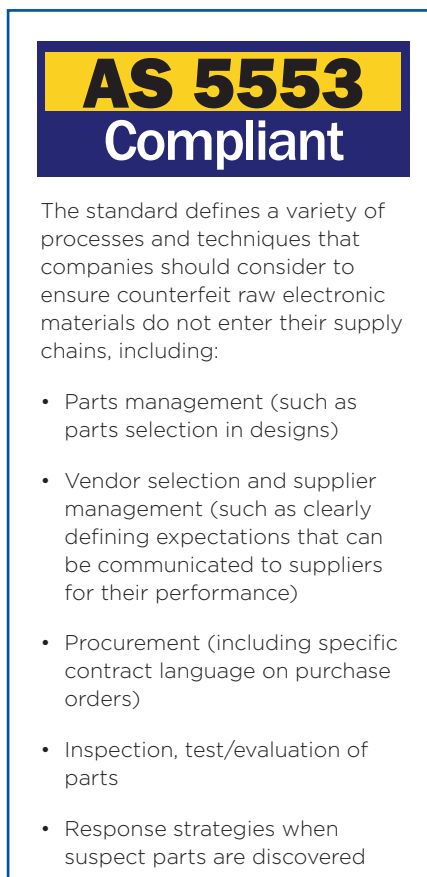 AS 5553
Compliant
The standard defines a variety of
processes and techniques that
companies should consider to
ensure counterfeit raw electronic
materials do not enter their supply
chains, including:
• Parts management (such as
parts selection in designs)
• Vendor selection and supplier
management (such as clearly
defining expectations that can
be communicated to suppliers
for their performance)
• Procurement (including specific
contract language on purchase
orders)
• Inspection, test/evaluation of
parts
• Response strategies when
suspect parts are discovered